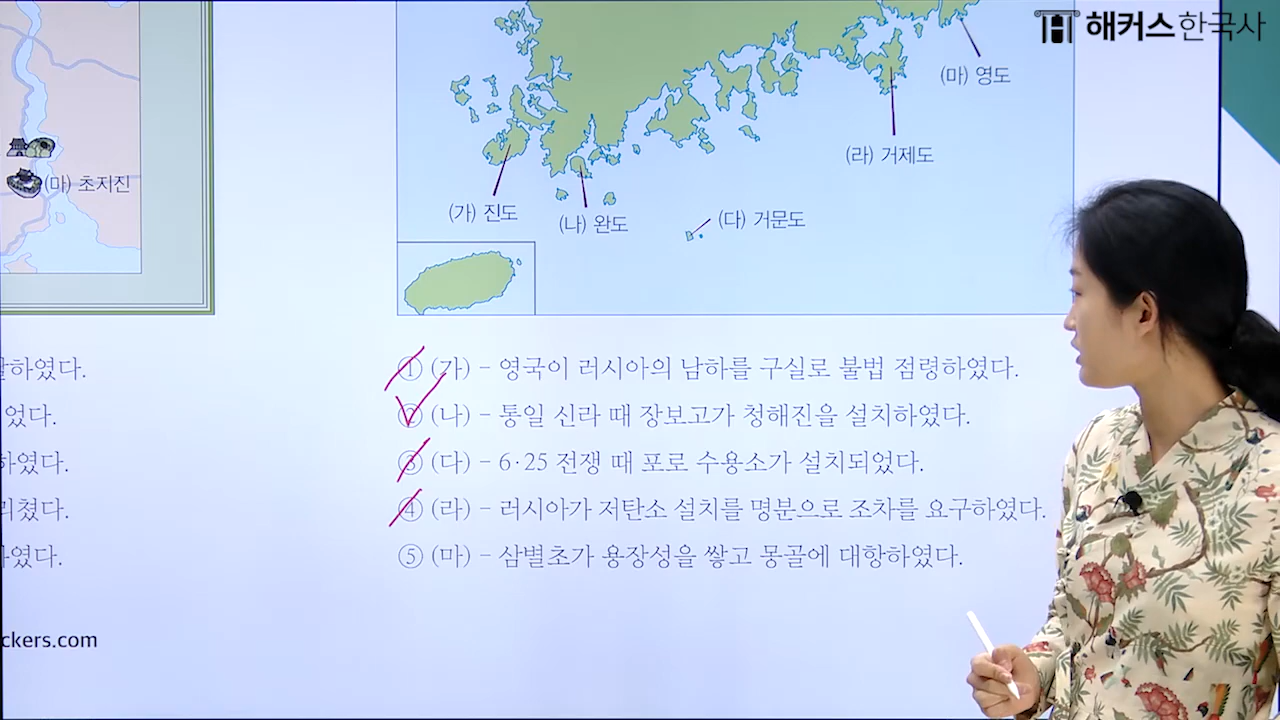 해커스한국사
(마) 영도
(라) 거제도
(마) 초지진
(가) 진도
(나) 완도
(다) 거문도
하였다.
① (가) – 영국이 러시아의 남하를 구실로 불법 점령하였다.
었다.
② (나) – 통일 신라 때 장보고가 청해진을 설치하였다.
하였다.
③ (다) – 6·25 전쟁 때 포로 수용소가 설치되었다.
리쳤다.
④ (라) – 러시아가 저탄소 설치를 명분으로 조차를 요구하였다.
하였다.
⑤ (마) – 삼별초가 용장성을 쌓고 몽골에 대항하였다.
ckers.com